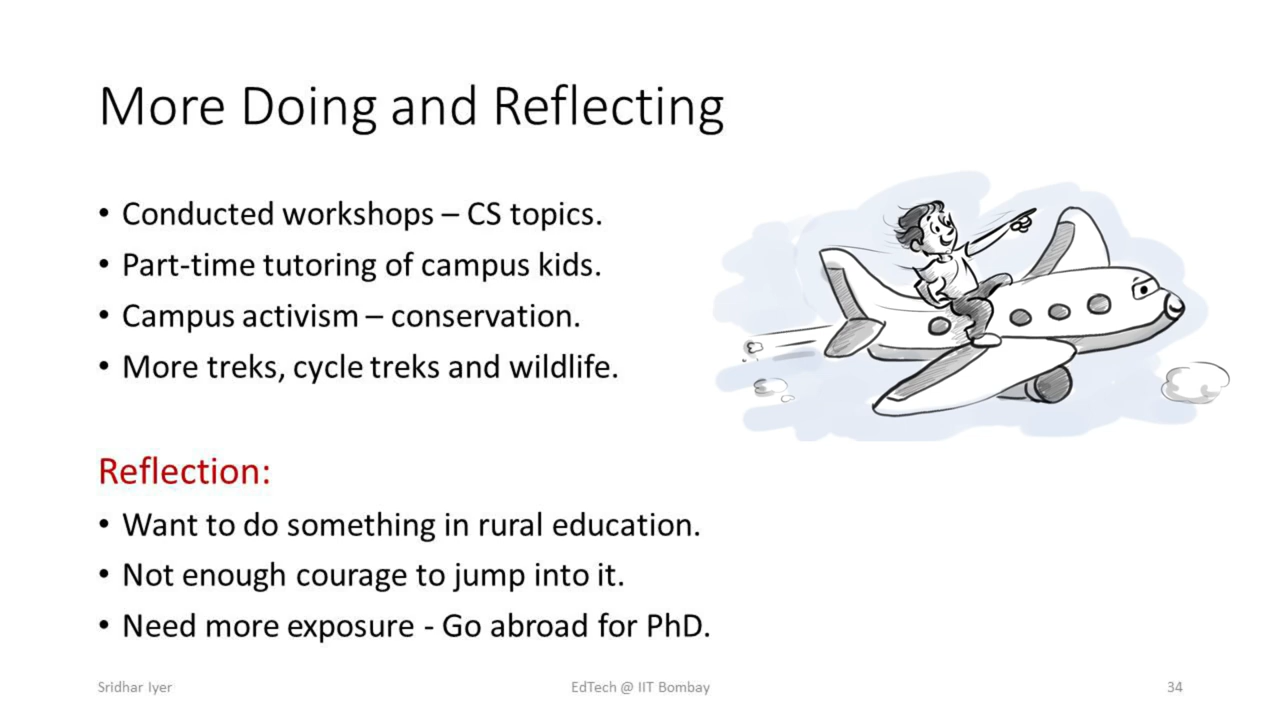 More Doing and Reflecting
• Conducted workshops – CS topics.
• Part-time tutoring of campus kids.
• Campus activism – conservation.
• More treks, cycle treks and wildlife.
Reflection:
• Want to do something in rural education.
• Not enough courage to jump into it.
• Need more exposure - Go abroad for PhD.
Sridhar Iyer
EdTech @ IIT Bombay
34